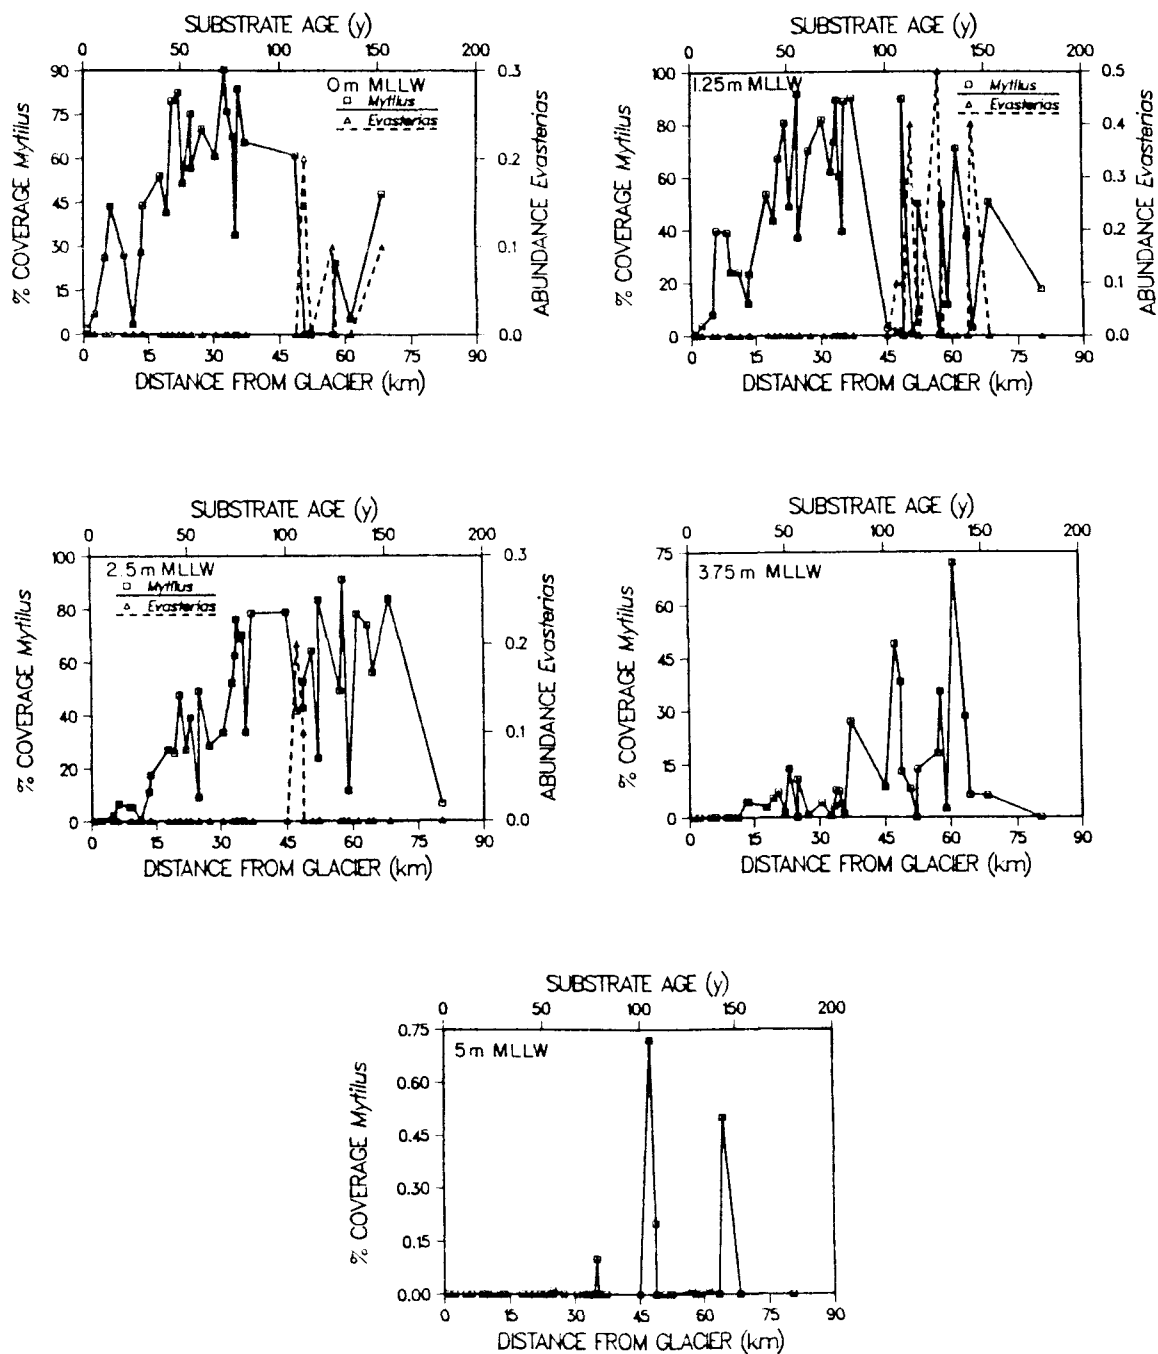 SUBSTRATE AGE (y)
0 50 100 150 200
0m MLLW
Mytilus
Evasterias
90
75
60
45
30
15
0
% COVERAGE Mytilus
0.3
0.2
0.1
0.0
ABUNDANCE Evasterias
0 15 30 45 60 75 90
DISTANCE FROM GLACIER (km)
SUBSTRATE AGE (y)
0 50 100 150 200
1.25m MLLW
Mytilus
Evasterias
100
80
60
40
20
0
% COVERAGE Mytilus
0.5
0.4
0.3
0.2
0.1
0.0
ABUNDANCE Evasterias
0 15 30 45 60 75 90
DISTANCE FROM GLACIER (km)
SUBSTRATE AGE (y)
0 50 100 150 200
2.5m MLLW
Mytilus
Evasterias
100
80
60
40
20
0
% COVERAGE Mytilus
0.3
0.2
0.1
0.0
ABUNDANCE Evasterias
0 15 30 45 60 75 90
DISTANCE FROM GLACIER (km)
SUBSTRATE AGE (y)
0 50 100 150 200
3.75m MLLW
75
60
45
30
15
0
% COVERAGE Mytilus
0 15 30 45 60 75 90
DISTANCE FROM GLACIER (km)
SUBSTRATE AGE (y)
0 50 100 150 200
5m MLLW
0.75
0.60
0.45
0.30
0.15
0.00
% COVERAGE Mytilus
0 15 30 45 60 75 90
DISTANCE FROM GLACIER (km)